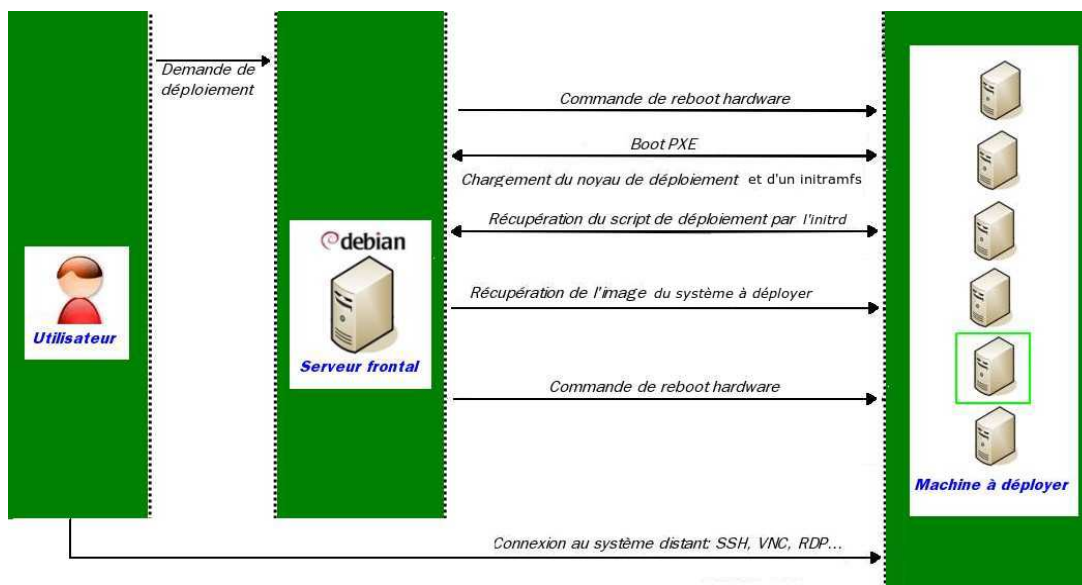 Demande de
déploiement
Commande de reboot hardware
Boot PXE
Chargement du noyau de déploiement et d'un initramfs
Récupération du script de déploiement par l'initrd
debian
Récupération de l'image du système à déployer
Utilisateur
Serveur frontal
Commande de reboot hardware
Machine à déployer
Connexion au système distant: SSH, VNC, RDP...